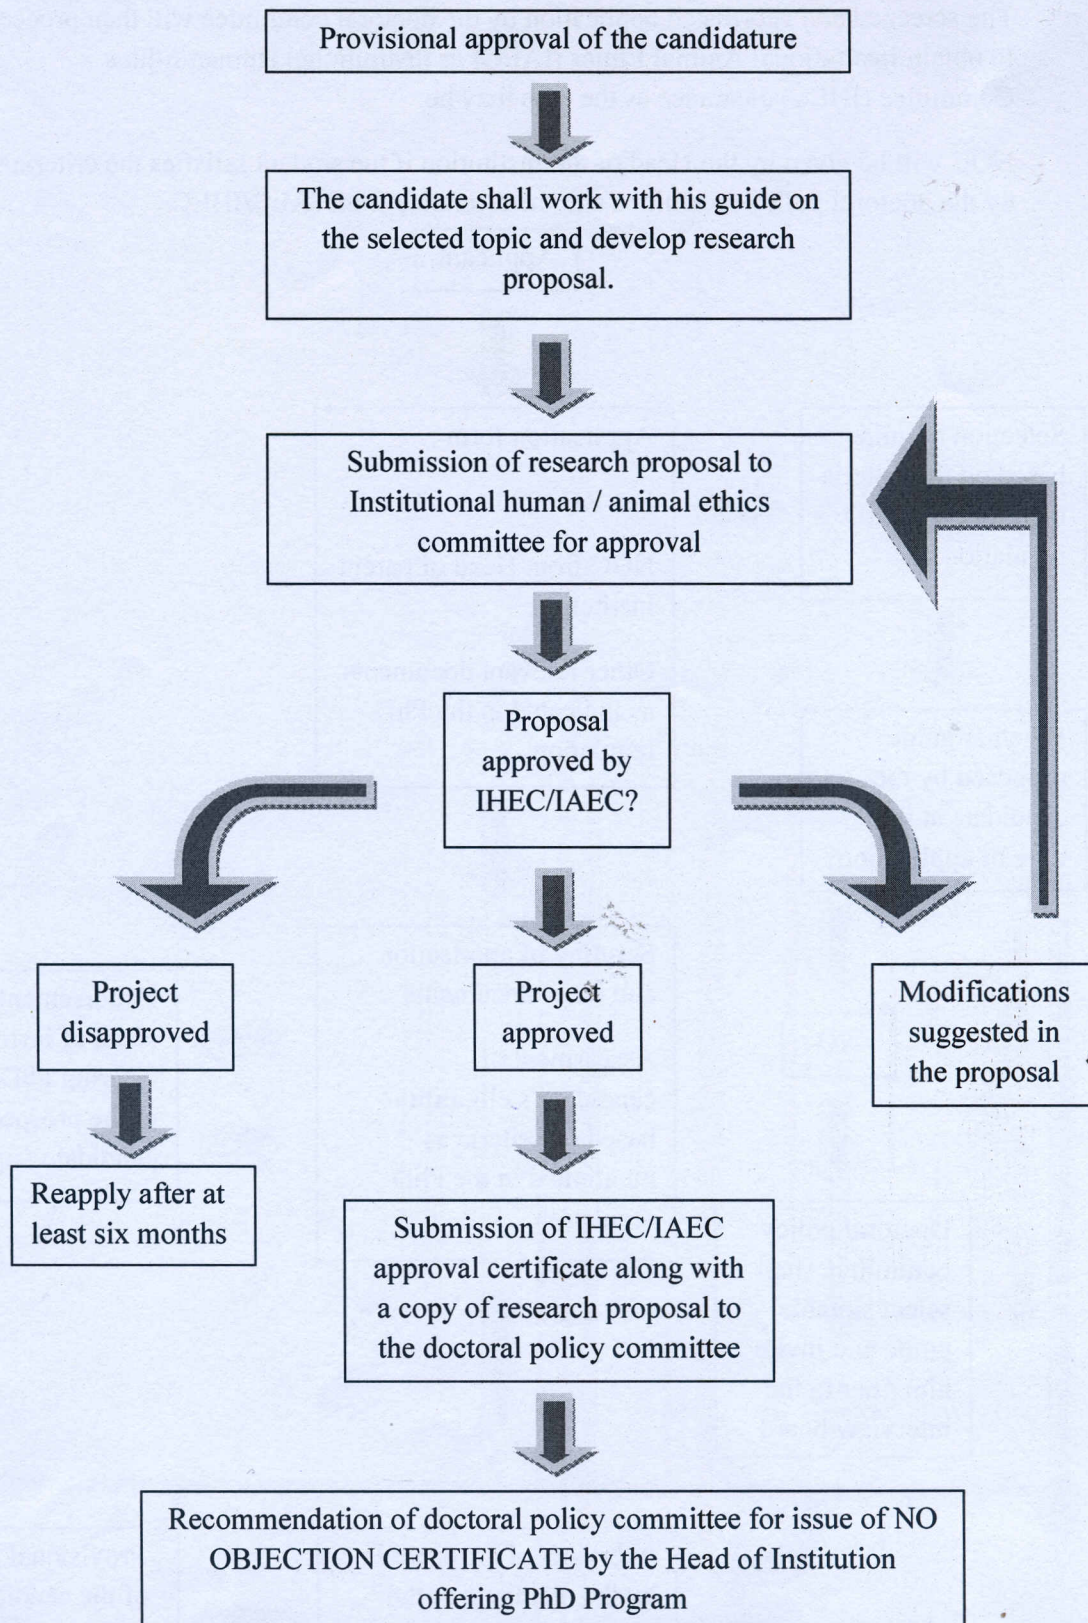 Provisional approval of the candidature
The candidate shall work with his guide on
the selected topic and develop research
proposal.
Submission of research proposal to
Institutional human / animal ethics
committee for approval
Proposal
approved by
IHEC/IAEC?
Project
disapproved
Project
approved
Modifications
suggested in
the proposal
Reapply after at
least six months
Submission of IHEC/IAEC
approval certificate along with
a copy of research proposal to
the doctoral policy committee
Recommendation of doctoral policy committee for issue of NO
OBJECTION CERTIFICATE by the Head of Institution
offering PhD Program